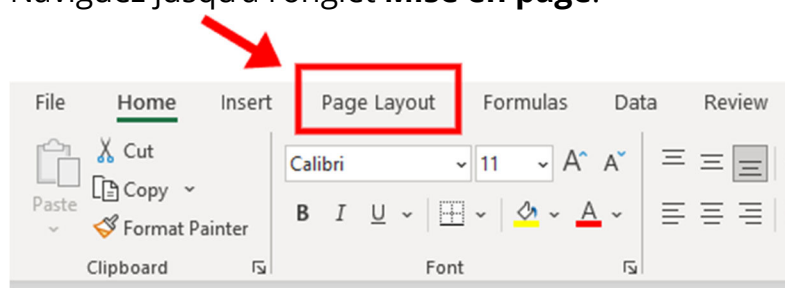 Naviguez jusqu'à l'onglet Mise en page.
File Home Insert Page Layout Formulas Data Review
Cut
Calibri 11 A A
Copy
Paste
B I U A
Format Painter
Clipboard Font